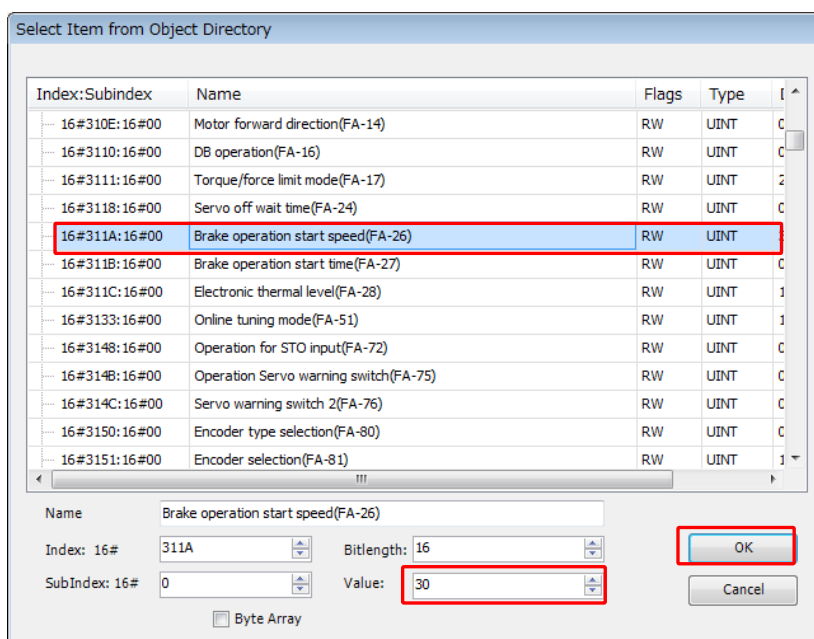 Select Item from Object Directory
Index:Subindex Name Flags Type
16#310E:16#00 Motor forward direction(FA-14) RW UINT
16#3110:16#00 DB operation(FA-16) RW UINT
16#3111:16#00 Torque/force limit mode(FA-17) RW UINT 2
16#3118:16#00 Servo off wait time(FA-24) RW UINT
16#311A:16#00 Brake operation start speed(FA-26) RW UINT
16#311B:16#00 Brake operation start time(FA-27) RW UINT
16#311C:16#00 Electronic thermal level(FA-28) RW UINT 1
16#3133:16#00 Online tuning mode(FA-51) RW UINT 1
16#3148:16#00 Operation for STO input(FA-72) RW UINT
16#314B:16#00 Operation Servo warning switch(FA-75) RW UINT
16#314C:16#00 Servo warning switch 2(FA-76) RW UINT
16#3150:16#00 Encoder type selection(FA-80) RW UINT
16#3151:16#00 Encoder selection(FA-81) RW UINT 1
Name Brake operation start speed(FA-26)
Index: 16# 311A Bitlength: 16 OK
SubIndex: 16# 0 Value: 30 Cancel
Byte Array